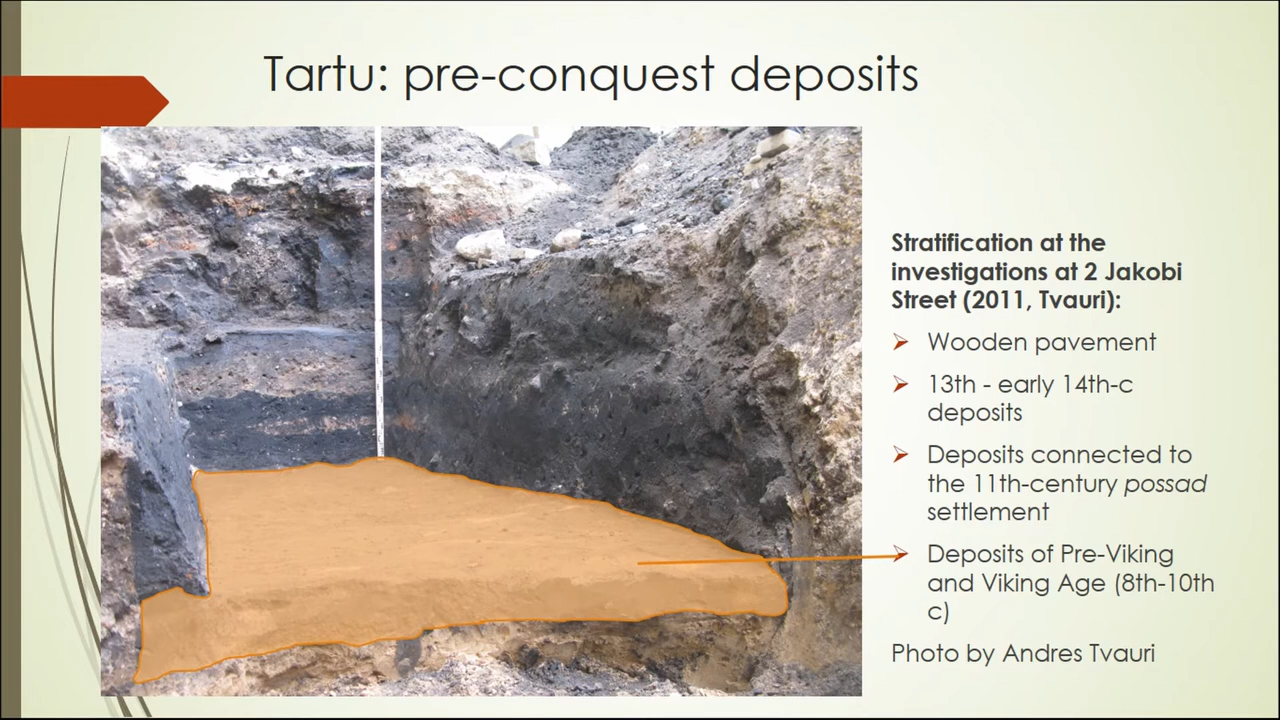 Tartu: pre-conquest deposits
Stratification at the
investigations at 2 Jakobi
Street (2011, Tvauri):
Wooden pavement
13th - early 14th-c
deposits
Deposits connected to
the 11th-century possad
settlement
Deposits of Pre-Viking
and Viking Age (8th-10th
c)
Photo by Andres Tvauri